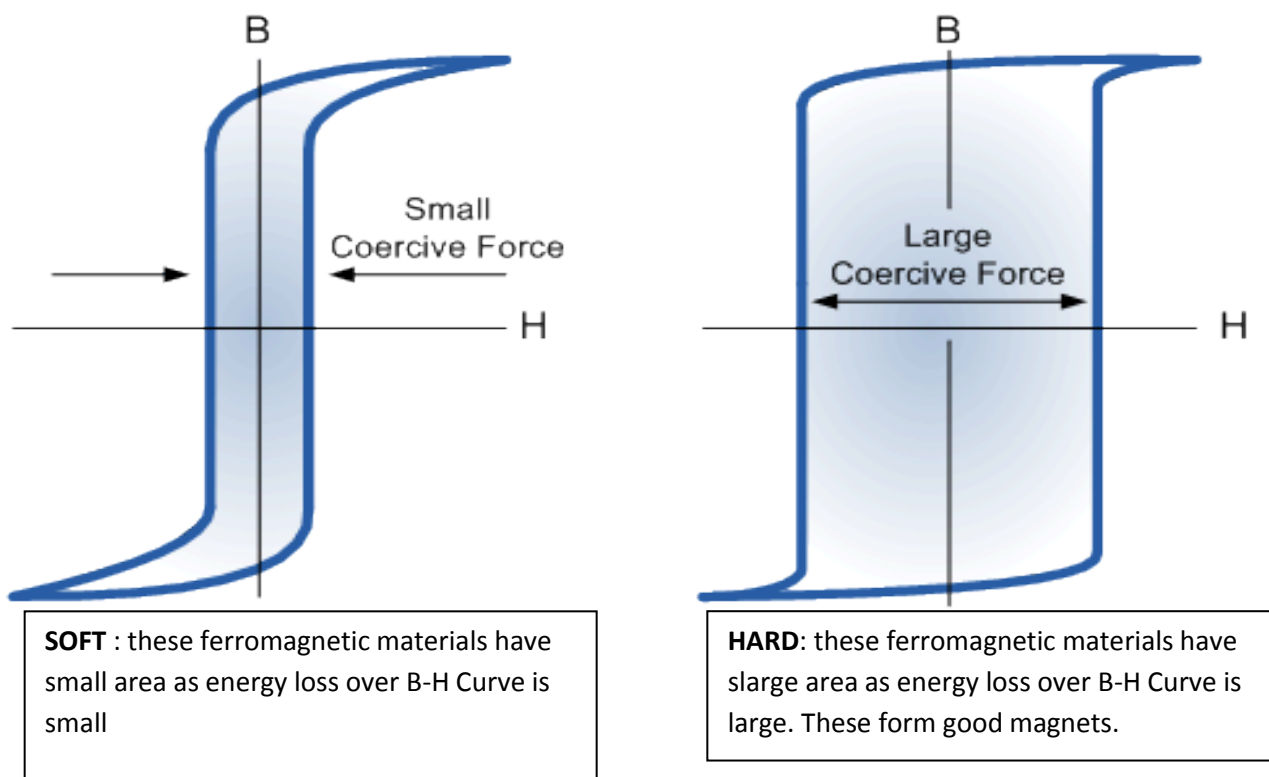 B
Small
Coercive Force
H
SOFT : these ferromagnetic materials have
small area as energy loss over B-H Curve is
small
B
Large
Coercive Force
H
HARD: these ferromagnetic materials have
slarge area as energy loss over B-H Curve is
large. These form good magnets.